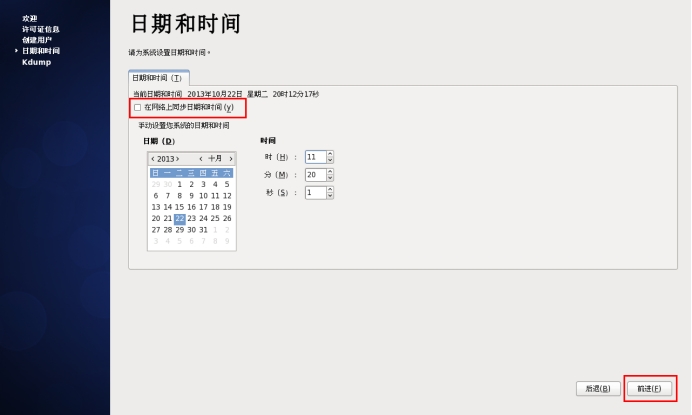 欢迎
许可证信息
创建用户
› 日期和时间
Kdump
日期和时间
请为系统设置日期和时间。
日期和时间 (T)
当前日期和时间 2013年10月22日 星期二 20时12分17秒
在网络上同步日期和时间 (y)
手动设置您系统的日期和时间
日期 (D)
时间
‹ 2013 › ‹ 十月 ›
日 一 二 三 四 五 六
29 30 1 2 3 4 5
6 7 8 9 10 11 12
13 14 15 16 17 18 19
20 21 22 23 24 25 26
27 28 29 30 31 1 2
3 4 5 6 7 8 9
时 (H) : 11
分 (M) : 20
秒 (S) : 1
后退(B)
前进(F)